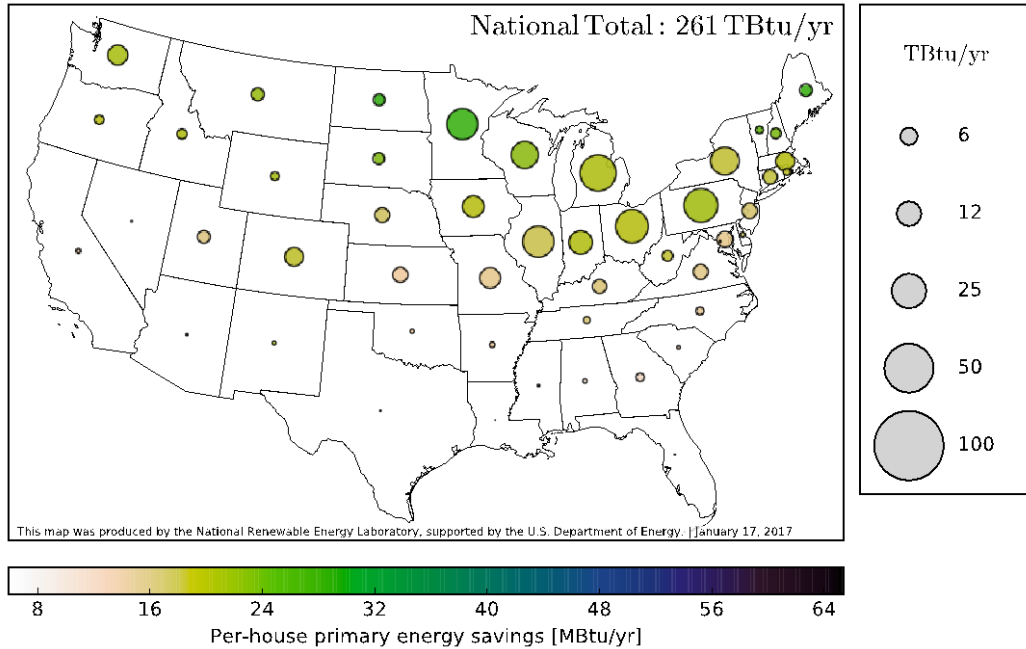 National Total: 261 TBtu/yr
TBtu/yr
6
12
25
50
100
This map was produced by the National Renewable Energy Laboratory, supported by the U.S. Department of Energy. | January 17, 2017
8 16 24 32 40 48 56 64
Per-house primary energy savings [MBtu/yr]